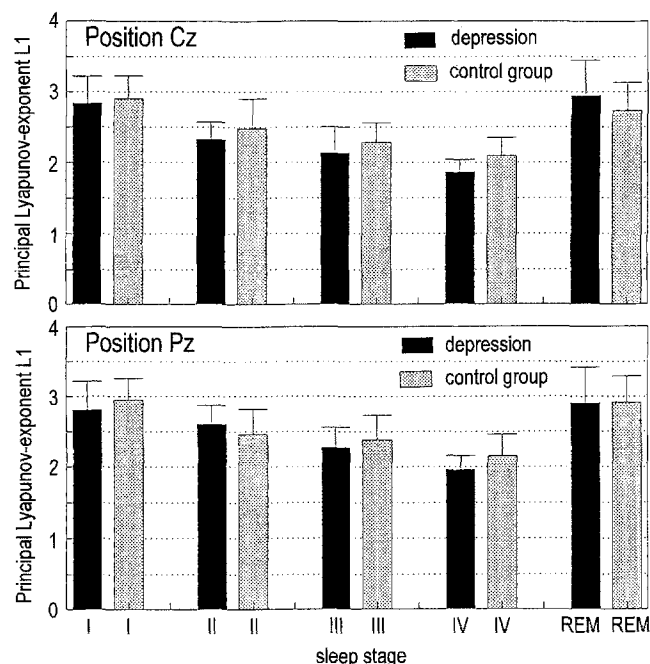 4
3
2
1
0
Principal Lyapunov-exponent L1
Position Cz
depression
control group
4
3
2
1
0
Principal Lyapunov-exponent L1
Position Pz
depression
control group
I I II II III III IV IV REM REM
sleep stage